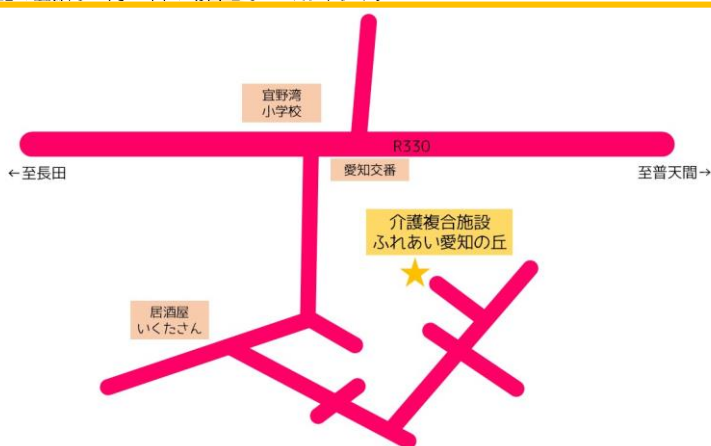 宜野湾
小学校
R330
愛知交番
←至長田
至普天間→
介護複合施設
ふれあい愛知の丘
居酒屋
いくたさん